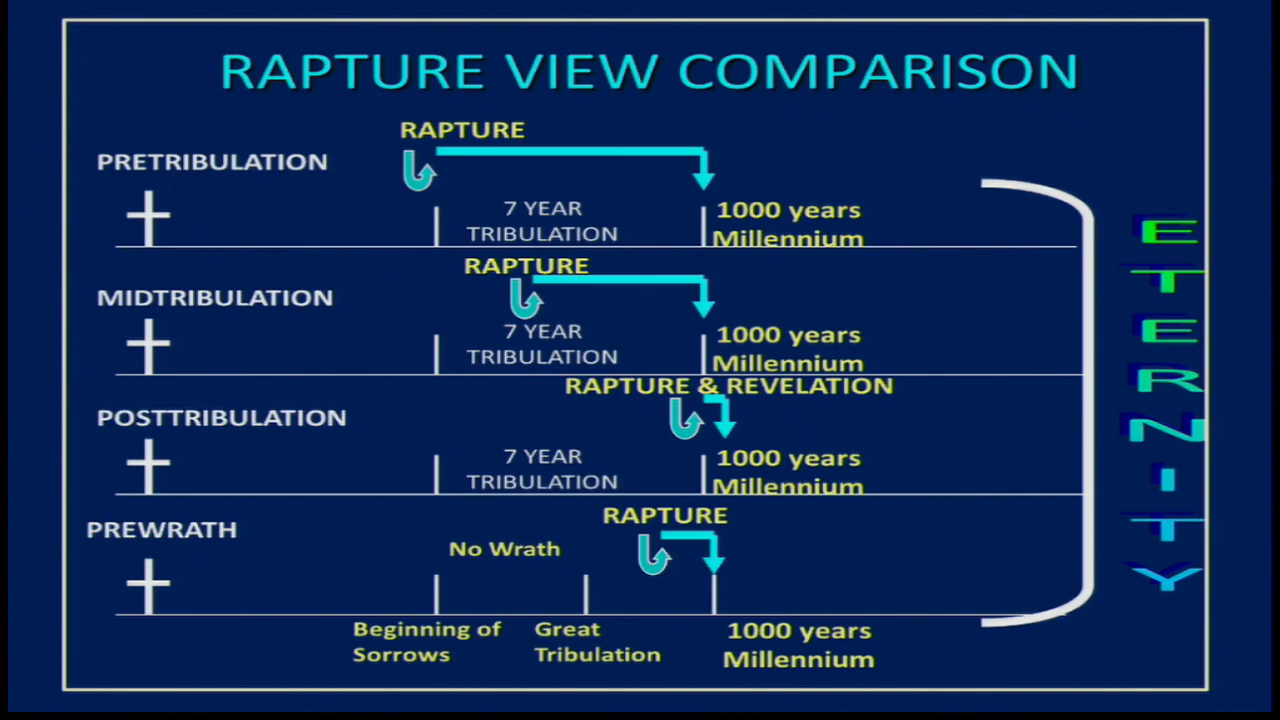 RAPTURE VIEW COMPARISON
RAPTURE
PRETRIBULATION
7 YEAR
TRIBULATION
1000 years
Millennium
RAPTURE
MIDTRIBULATION
7 YEAR
TRIBULATION
1000 years
Millennium
RAPTURE & REVELATION
POSTTRIBULATION
7 YEAR
TRIBULATION
1000 years
Millennium
RAPTURE
PREWRATH
No Wrath
Beginning of
Sorrows
Great
Tribulation
1000 years
Millennium
ETERNITY